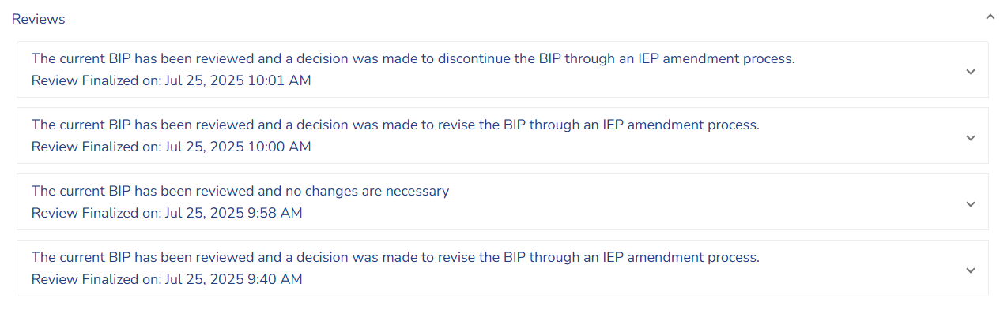 Reviews
The current BIP has been reviewed and a decision was made to discontinue the BIP through an IEP amendment process.
Review Finalized on: Jul 25, 2025 10:01 AM
The current BIP has been reviewed and a decision was made to revise the BIP through an IEP amendment process.
Review Finalized on: Jul 25, 2025 10:00 AM
The current BIP has been reviewed and no changes are necessary
Review Finalized on: Jul 25, 2025 9:58 AM
The current BIP has been reviewed and a decision was made to revise the BIP through an IEP amendment process.
Review Finalized on: Jul 25, 2025 9:40 AM